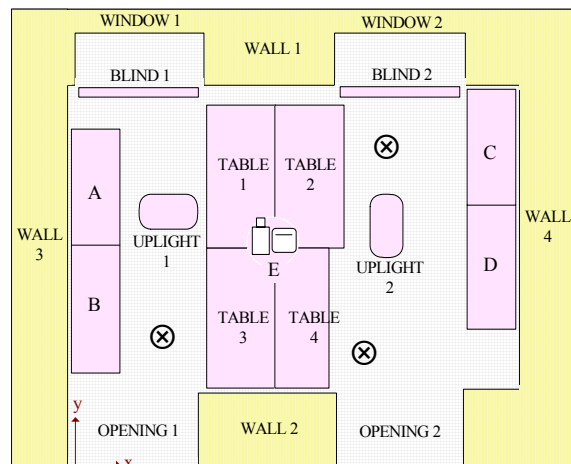 WINDOW 1
WINDOW 2
WALL 1
BLIND 1
BLIND 2
TABLE
1
TABLE
2
A
C
WALL
3
UPLIGHT
1
E
UPLIGHT
2
WALL
4
D
B
TABLE
3
TABLE
4
y
OPENING 1
WALL 2
OPENING 2
x